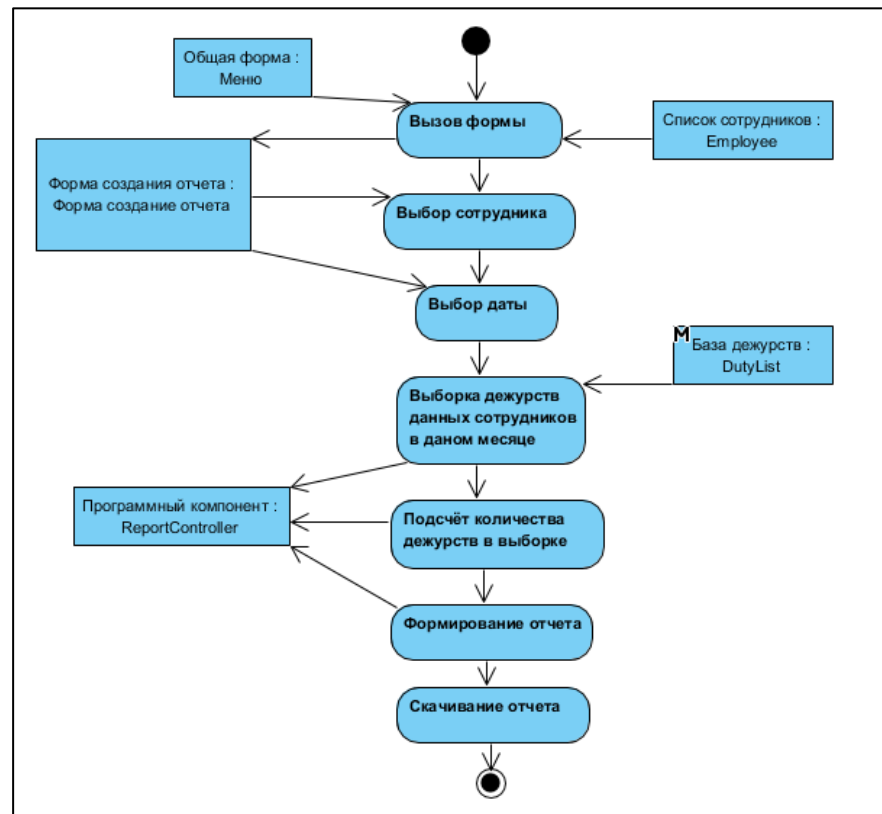 Общая форма :
Меню
Вызов формы
Список сотрудников :
Employee
Форма создания отчета :
Форма создание отчета
Выбор сотрудника
Выбор даты
M
База дежурств :
DutyList
Выборка дежурств
данных сотрудников
в даном месяце
Программный компонент :
ReportController
Подсчёт количества
дежурств в выборке
Формирование отчета
Скачивание отчета